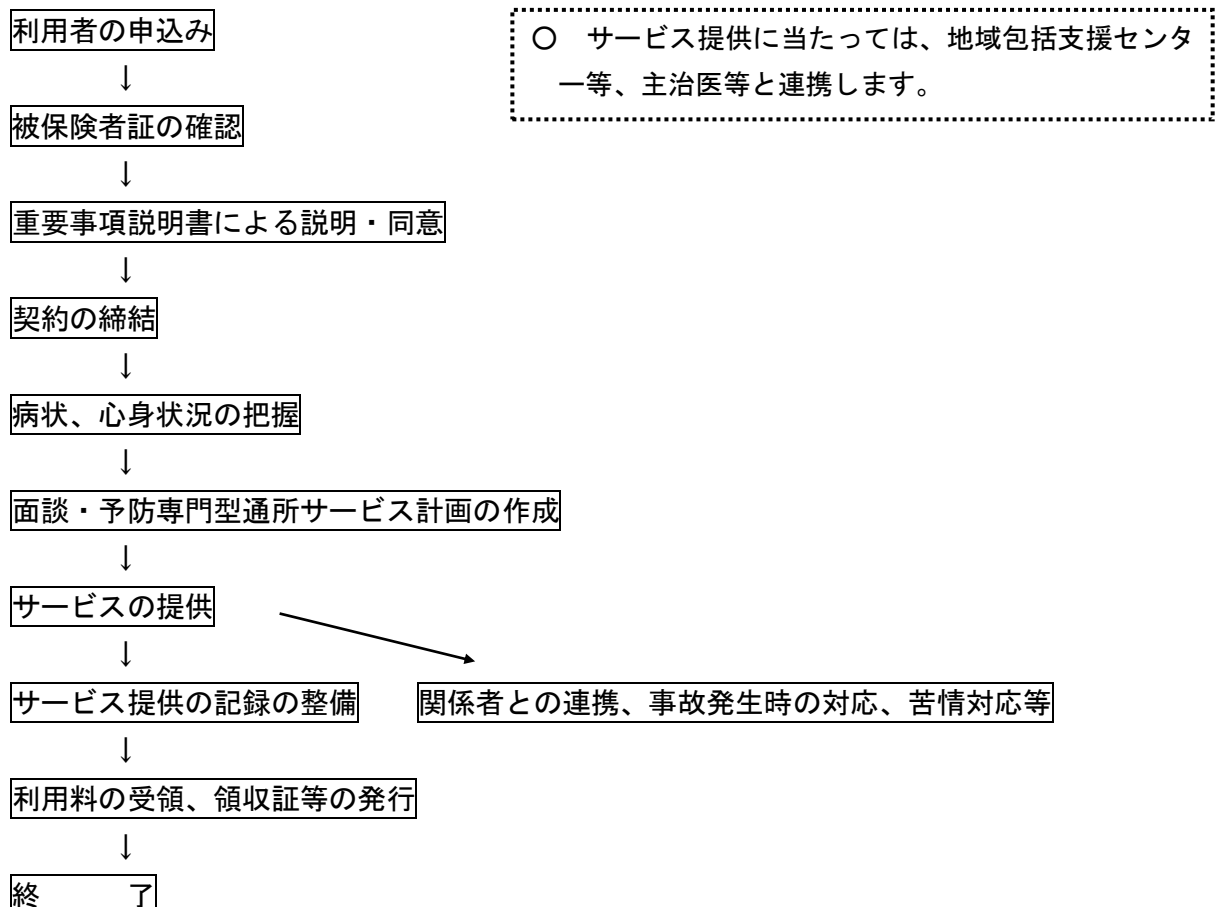 利用者の申込み
○　サービス提供に当たっては、地域包括支援センタ
ー等、主治医等と連携します。
↓
被保険者証の確認
↓
重要事項説明書による説明・同意
↓
契約の締結
↓
病状、心身状況の把握
↓
面談・予防専門型通所サービス計画の作成
↓
サービスの提供
↓
サービス提供の記録の整備
関係者との連携、事故発生時の対応、苦情対応等
↓
利用料の受領、領収証等の発行
↓
終　　　了